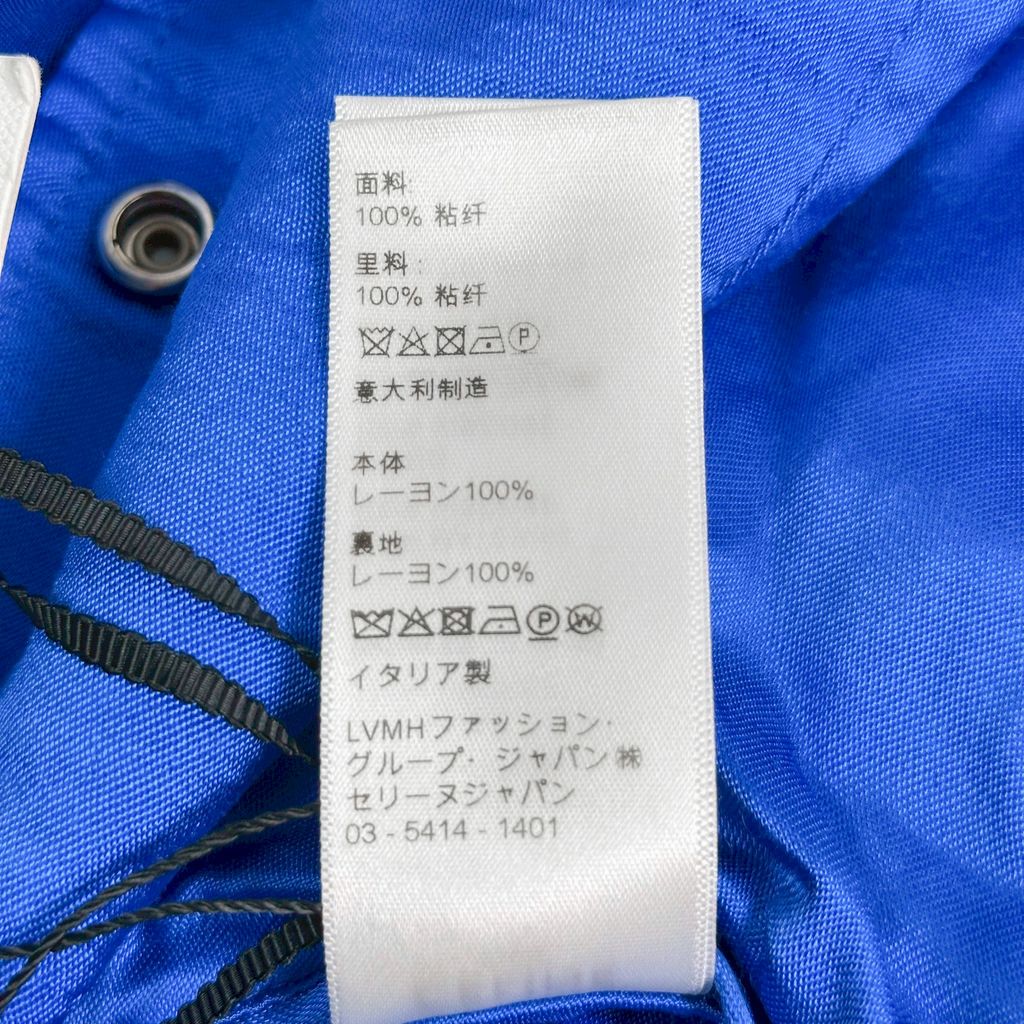 面料:
100% 粘纤
里料:
100% 粘纤
P
意大利制造
本体
レーヨン100%
裏地
レーヨン100%
P W
イタリア製
LVMHファッション・
グループ・ジャパン㈱
セリーヌジャパン
03 - 5414 - 1401